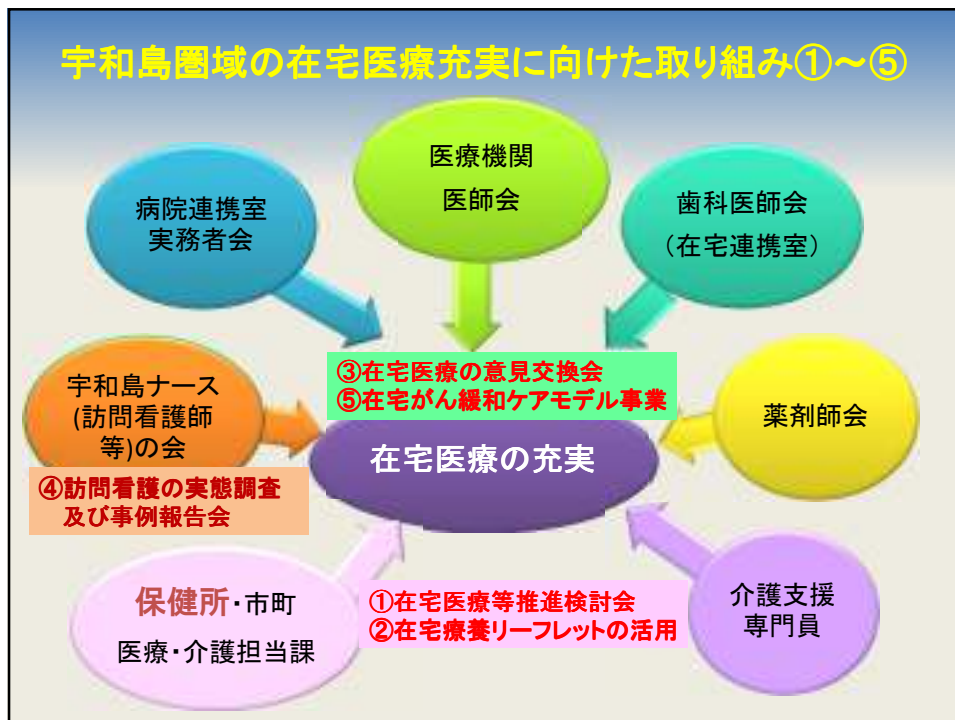 宇和島圏域の在宅医療充実に向けた取り組み①～⑤
医療機関
医師会
病院連携室
実務者会
歯科医師会
（在宅連携室）
③在宅医療の意見交換会
⑤在宅がん緩和ケアモデル事業
宇和島ナース
(訪問看護師
等)の会
薬剤師会
在宅医療の充実
④訪問看護の実態調査
及び事例報告会
保健所・市町
医療・介護担当課
①在宅医療等推進検討会
②在宅療養リーフレットの活用
介護支援
専門員